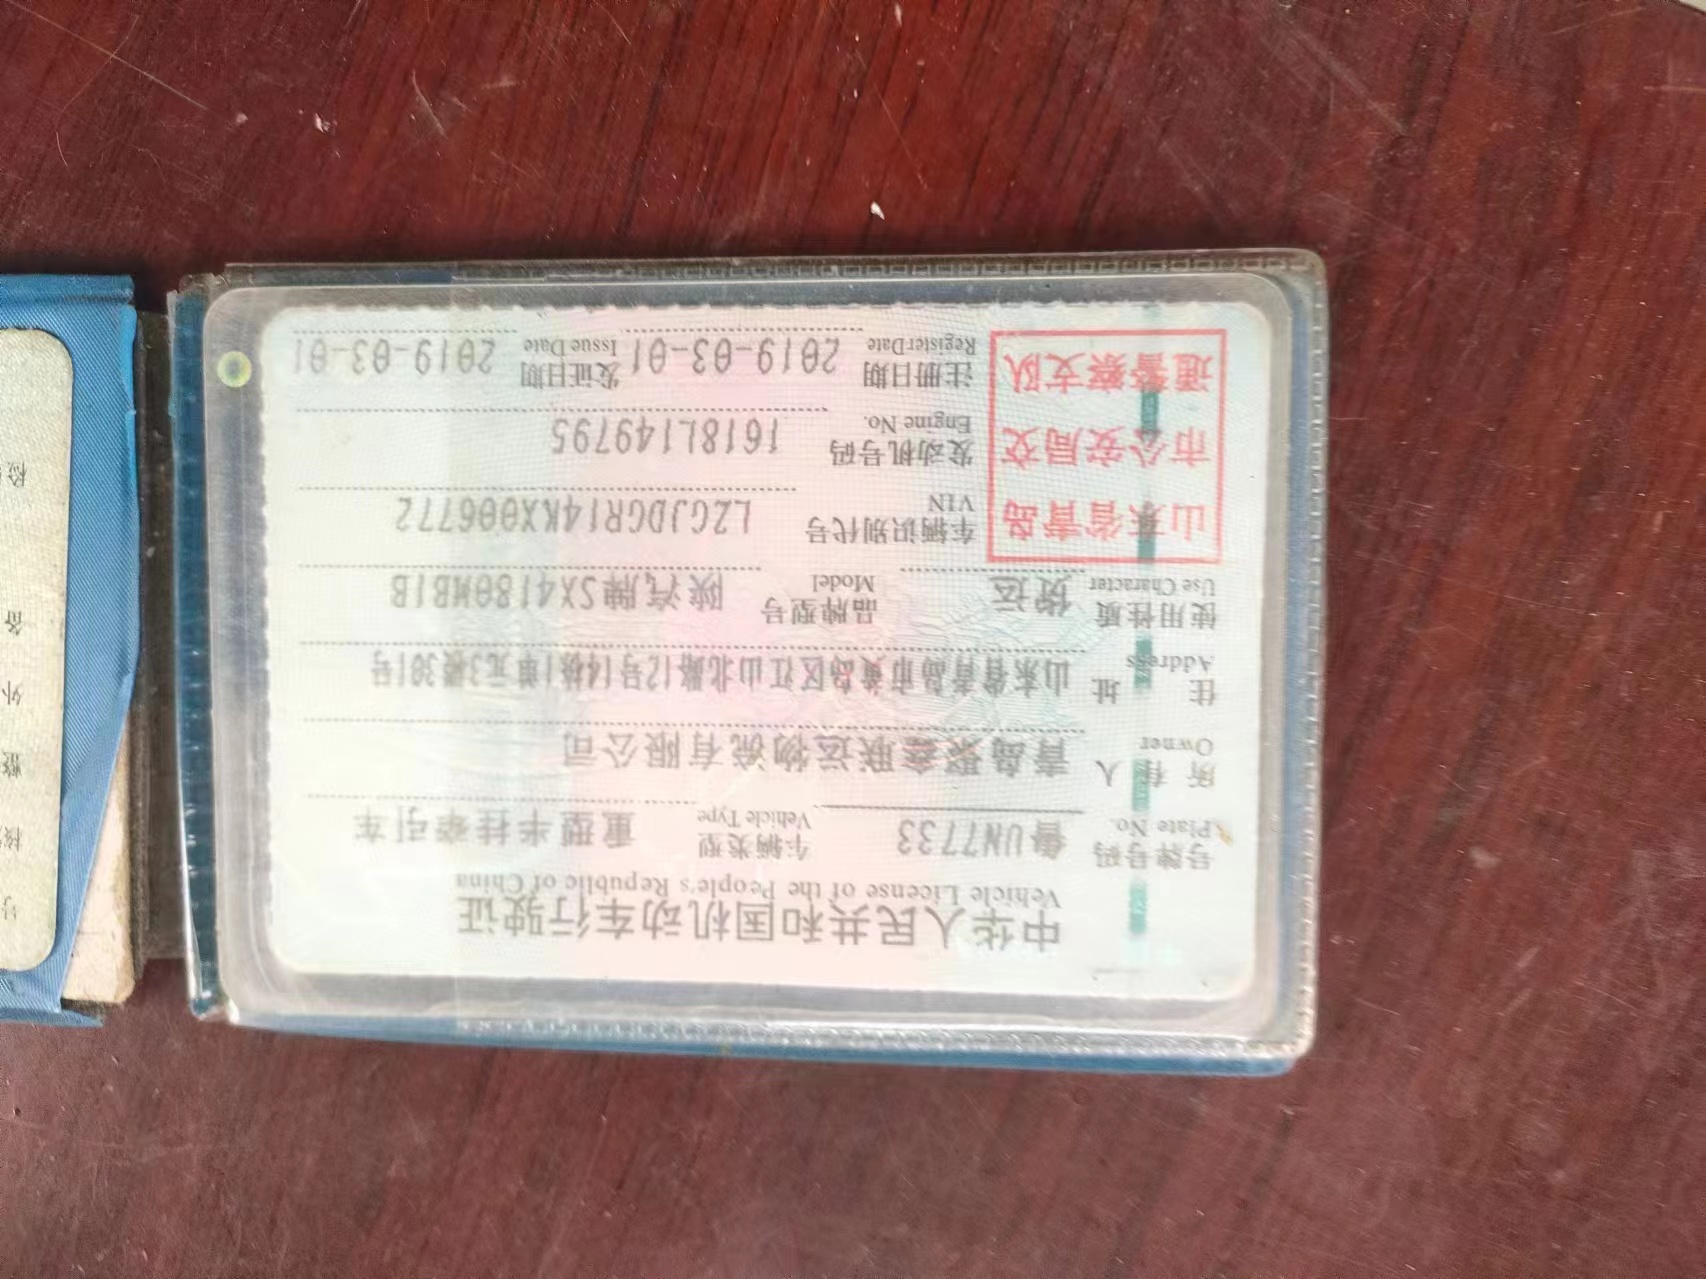 中华人民共和国机动车行驶证
Vehicle License of the People's Republic of China
号牌号码 鲁UN7733 车辆类型 重型半挂牵引车
Plate No. Vehicle Type
所有人 青岛聚鑫联运物流有限公司
Owner
住址 山东省青岛市黄岛区江山北路12号14栋1单元3楼301号
Address
使用性质 货运 品牌型号 陕汽牌SX4180MB1B
Use Character Model
山东省青岛
市公安局交
通警察支队
车辆识别代号 LZGJDGR14KX006772
VIN
发动机号码 1618L149795
Engine No.
注册日期 2019-03-01 发证日期 2019-03-01
Register Date Issue Date
号
核
整
外
备
检